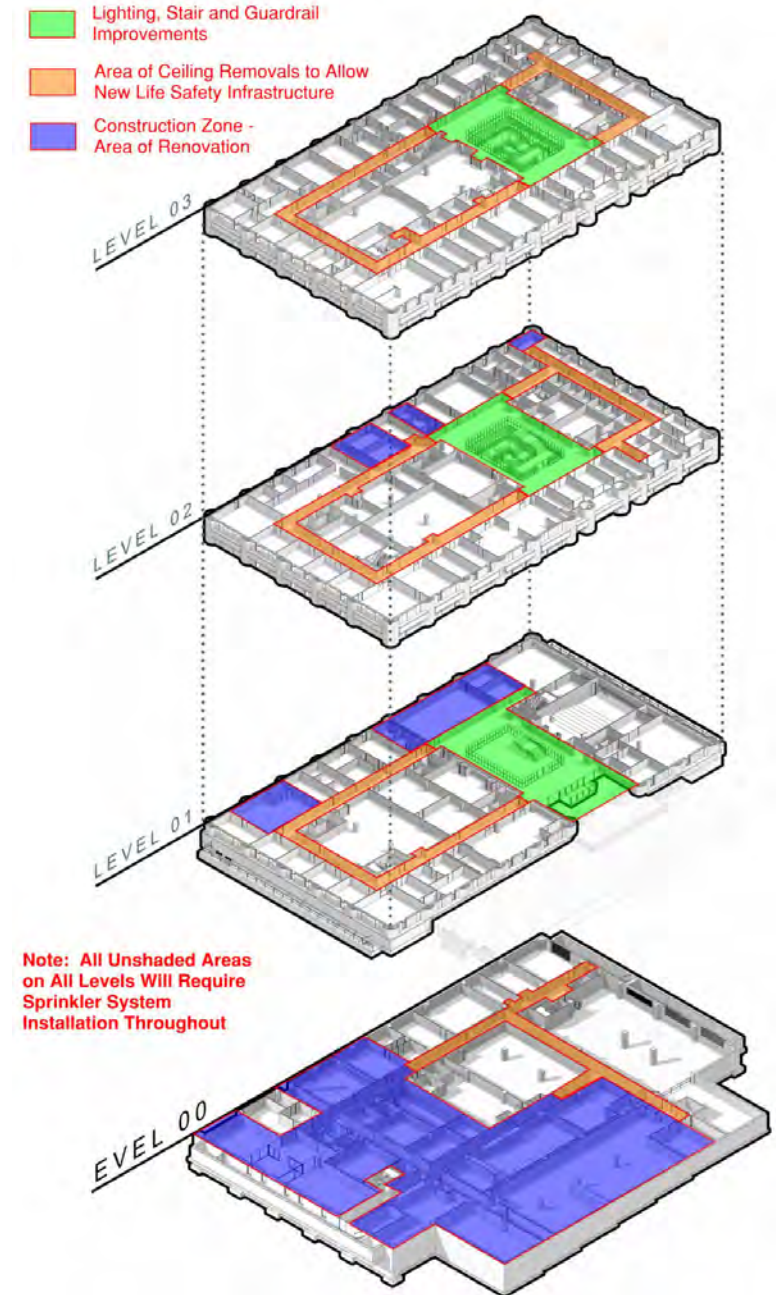 Lighting, Stair and Guardrail
Improvements
Area of Ceiling Removals to Allow
New Life Safety Infrastructure
Construction Zone -
Area of Renovation
LEVEL 03
LEVEL 02
LEVEL 01
Note: All Unshaded Areas
on All Levels Will Require
Sprinkler System
Installation Throughout
EVEL 00